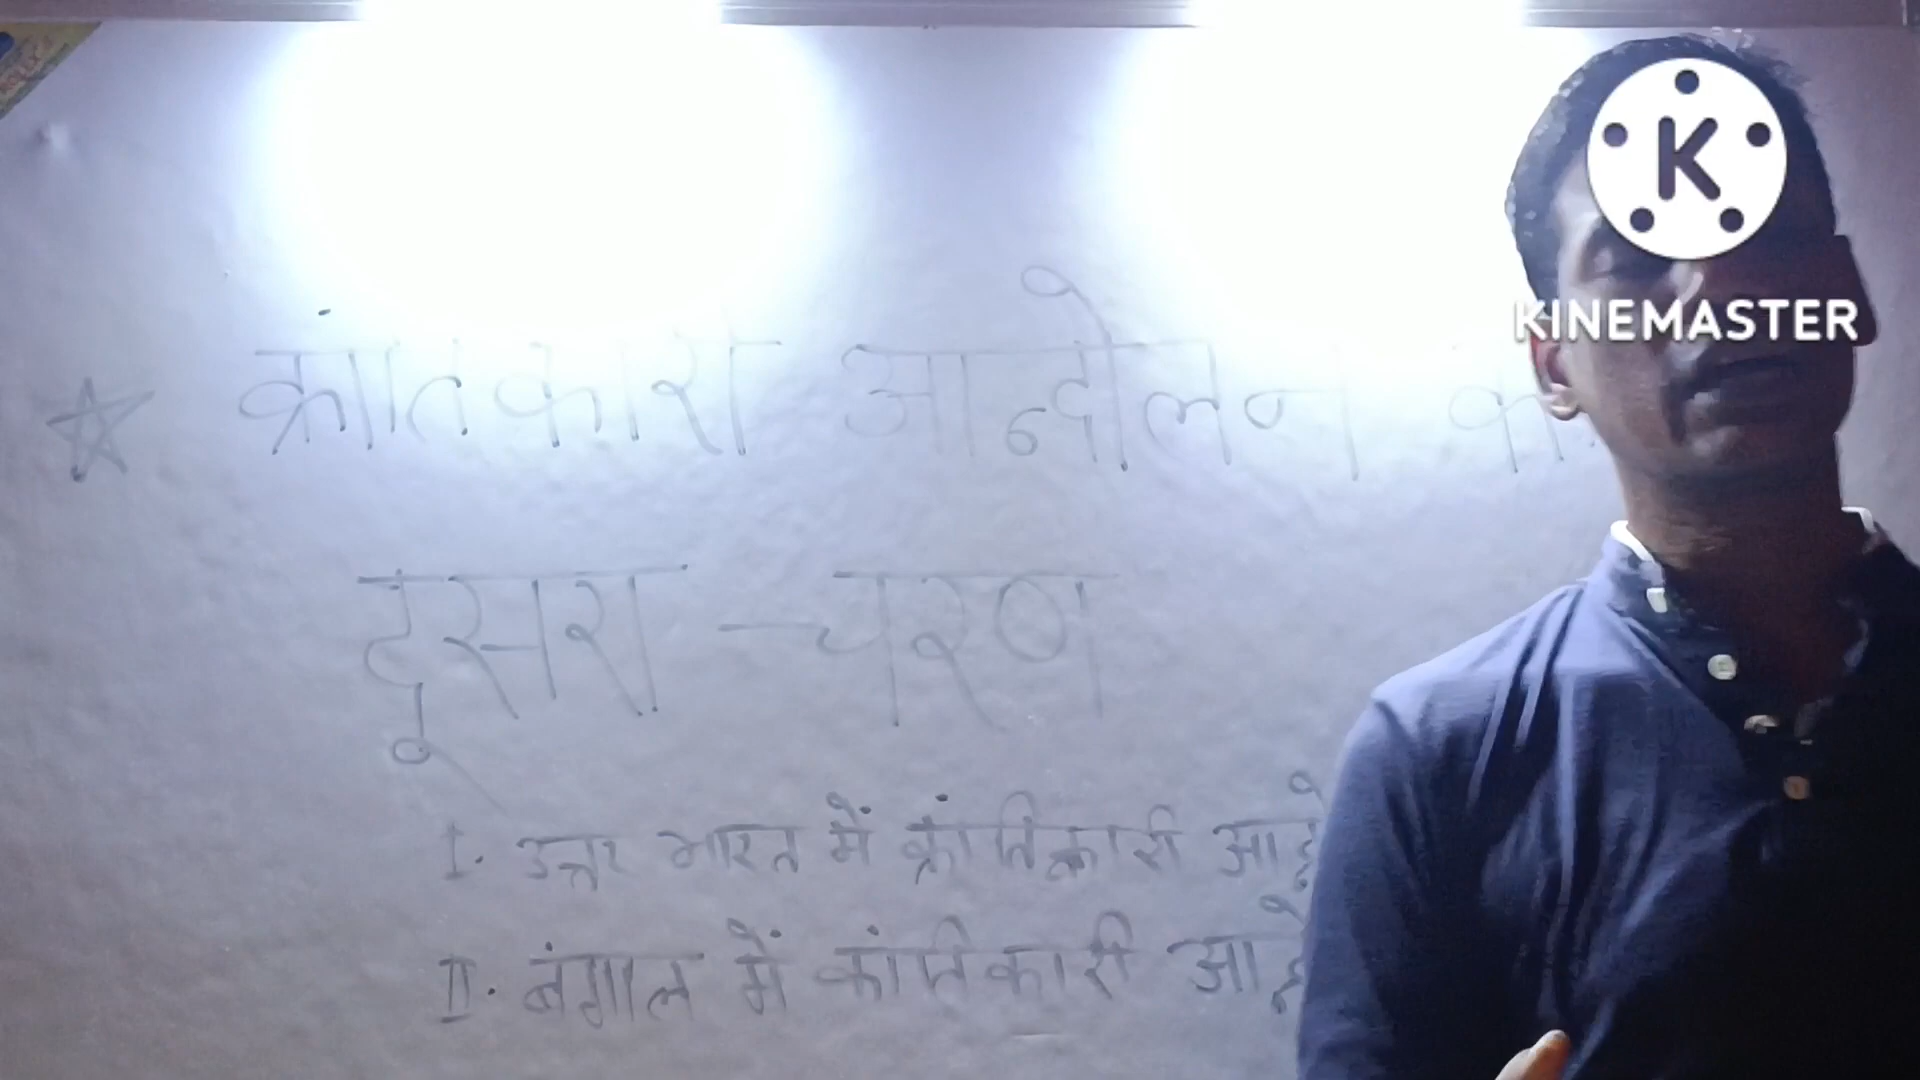 क्रांतिकारी आन्दोलन का
दूसरा - चरण
I. उत्तर भारत में क्रांतिकारी
II. बंगाल में कांतिकारी
KINEMASTER